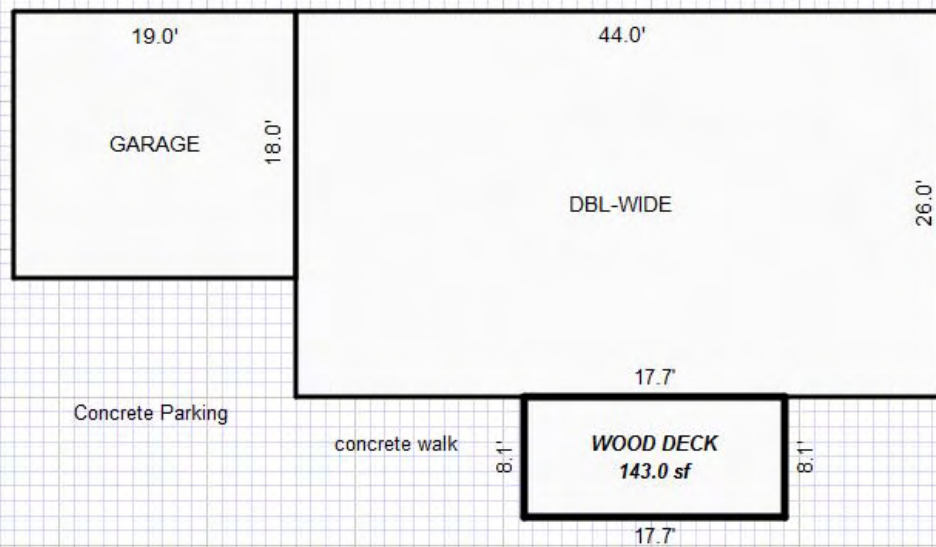 19.0'
44.0'
GARAGE
18.0'
DBL-WIDE
26.0'
17.7'
Concrete Parking
concrete walk
8.1'
WOOD DECK
143.0 sf
8.1'
17.7'